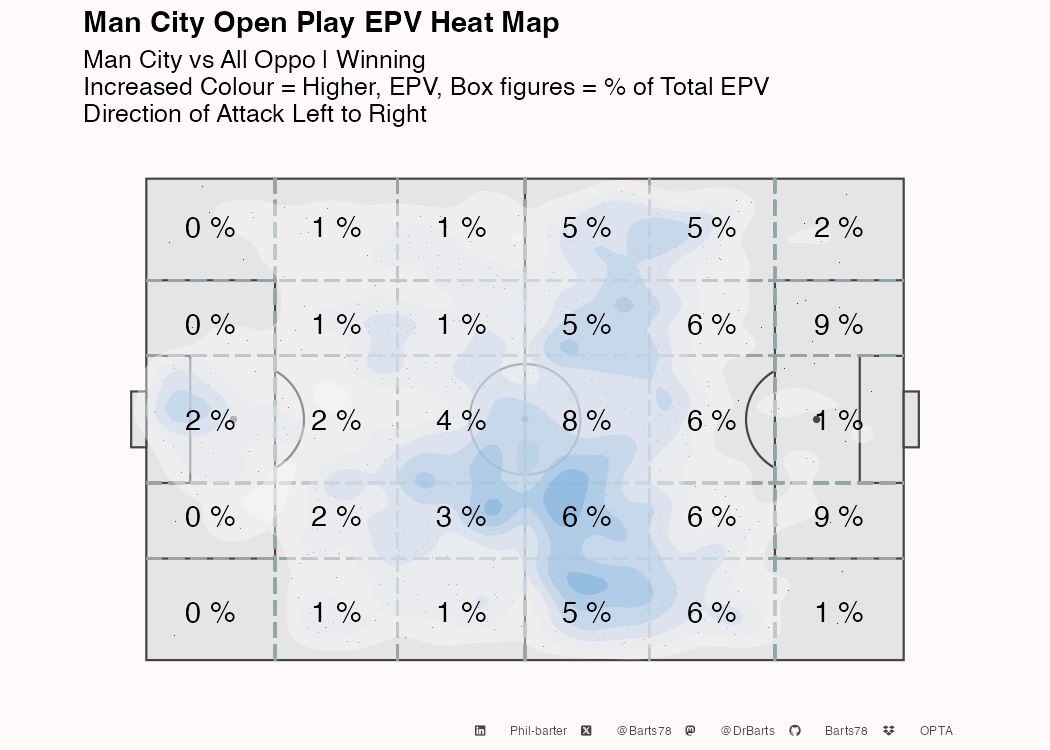 Man City Open Play EPV Heat Map
Man City vs All Oppo | Winning
Increased Colour = Higher, EPV, Box figures = % of Total EPV
Direction of Attack Left to Right
0 % 1 % 1 % 5 % 5 % 2 %
0 % 1 % 1 % 5 % 6 % 9 %
2 % 2 % 4 % 8 % 6 % 1 %
0 % 2 % 3 % 6 % 6 % 9 %
0 % 1 % 1 % 5 % 6 % 1 %
Phil-barter @Barts78 @DrBarts Barts78 OPTA